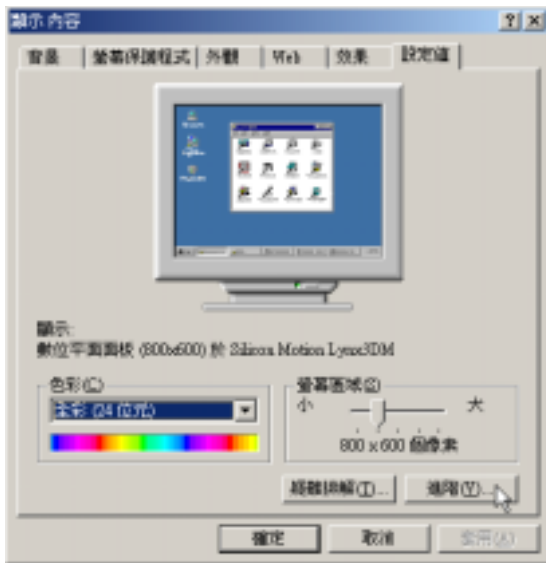 顯示 內容
背景 螢幕保護程式 外觀 Web 效果 設定值
顯示:
數位平面面板 (800x600) 於 Silicon Motion Lynx3DM
色彩(C)
全彩 (24 位元)
螢幕區域(S)
小 大
800 x 600 個像素
疑難排解(T)... 進階(V)...
確定 取消 套用(A)